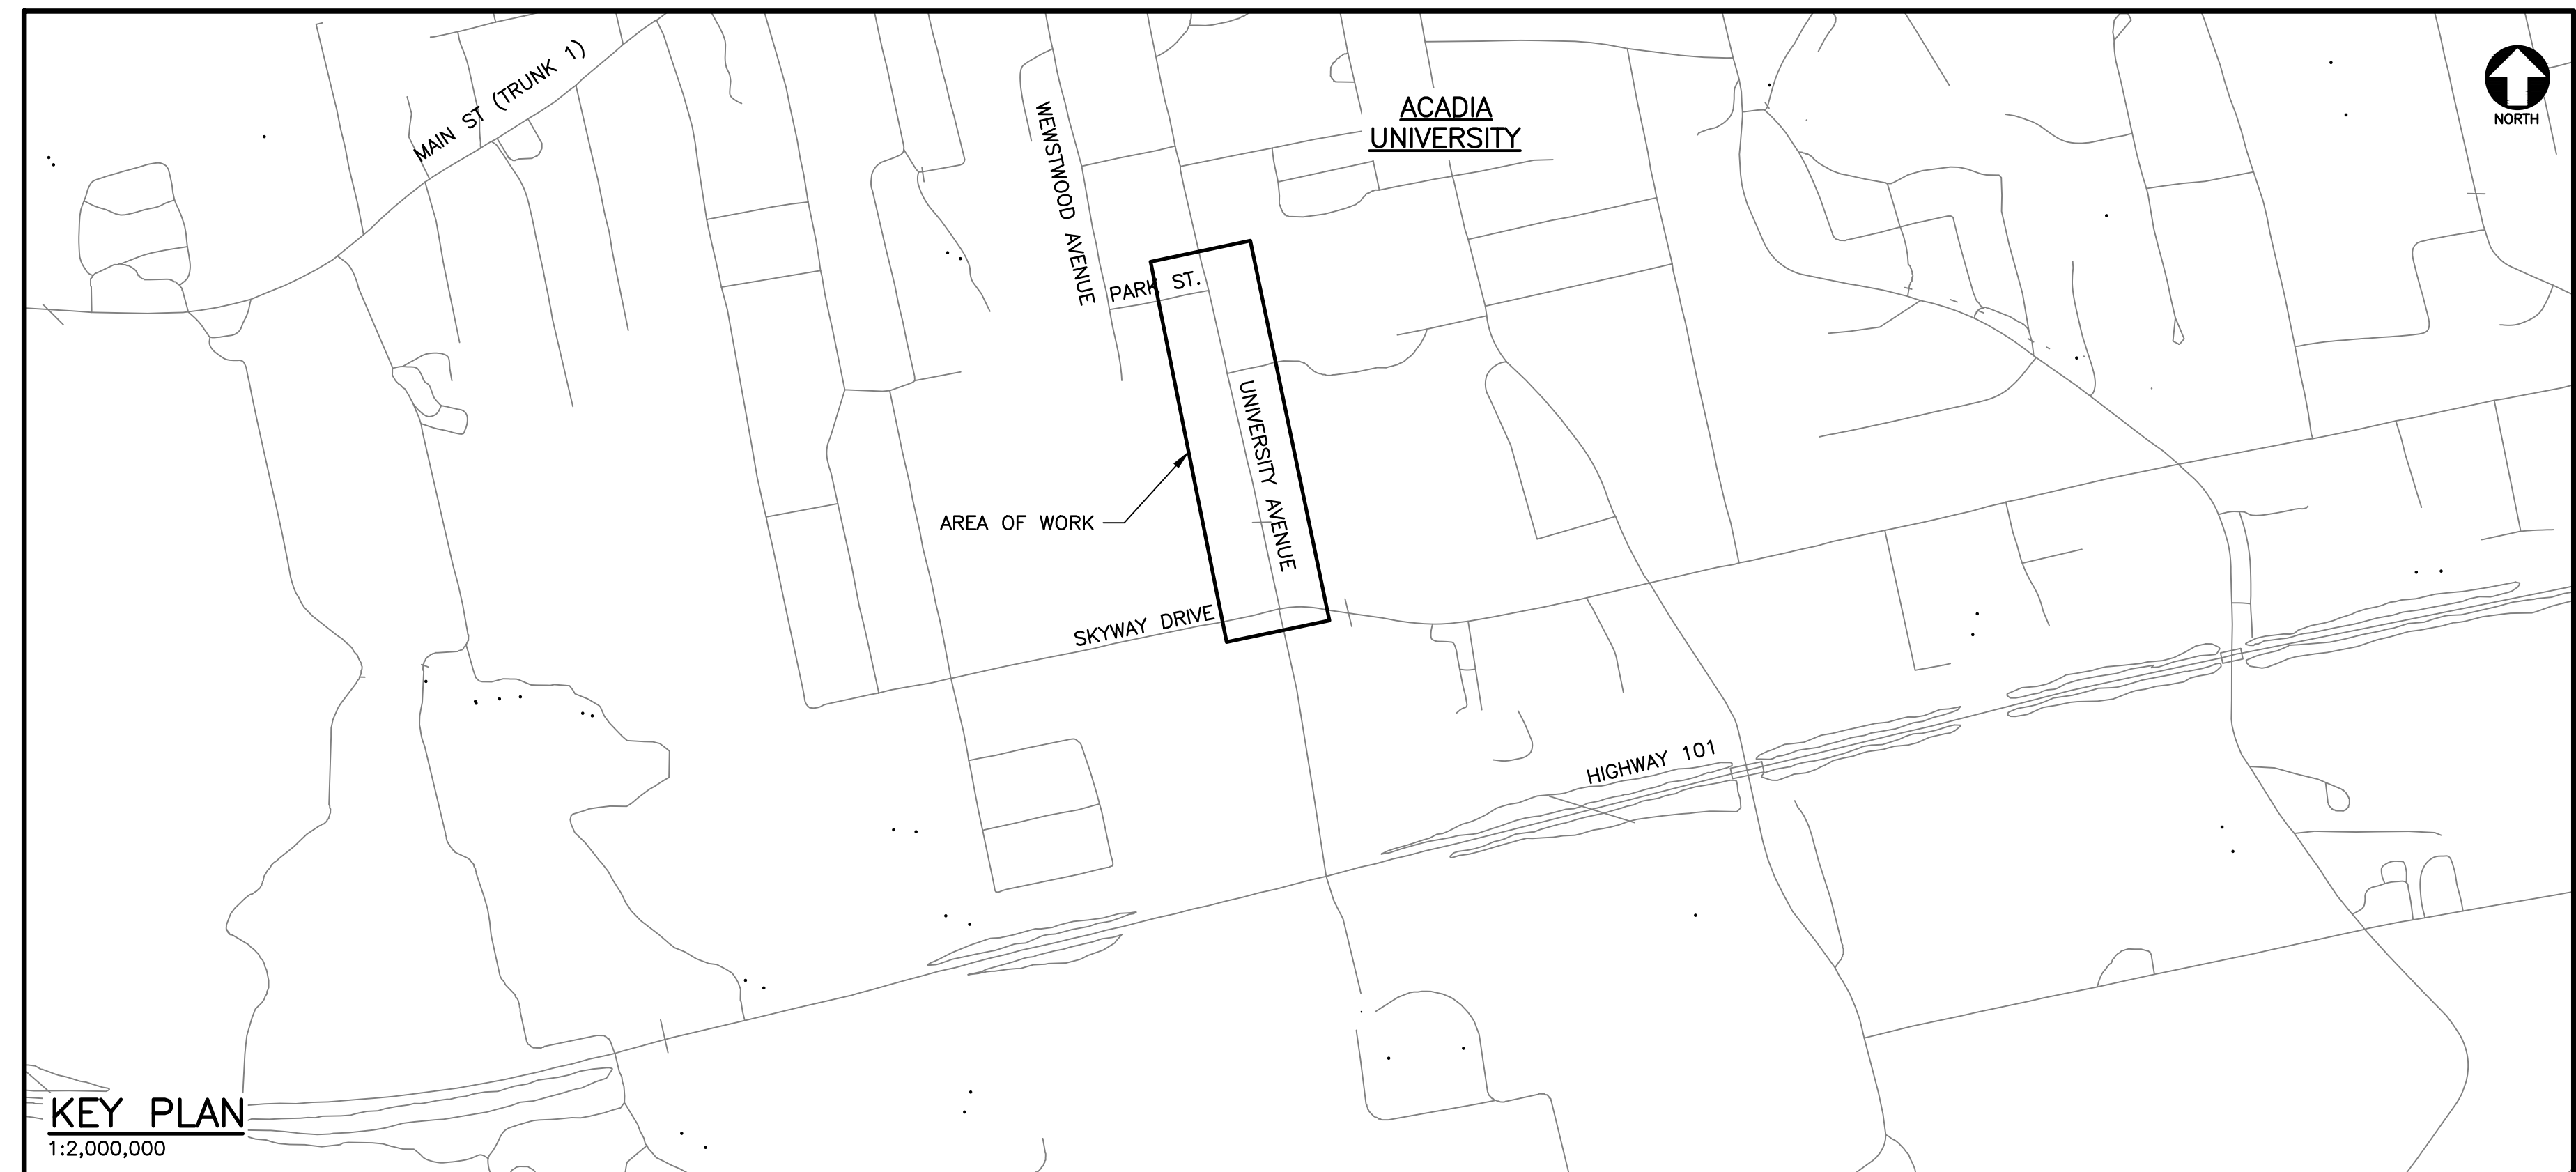 MAIN ST (TRUNK 1)
WEWSTWOOD AVENUE
ACADIA
UNIVERSITY
NORTH
PARK ST.
UNIVERSITY AVENUE
AREA OF WORK
SKYWAY DRIVE
HIGHWAY 101
KEY PLAN
1:2,000,000